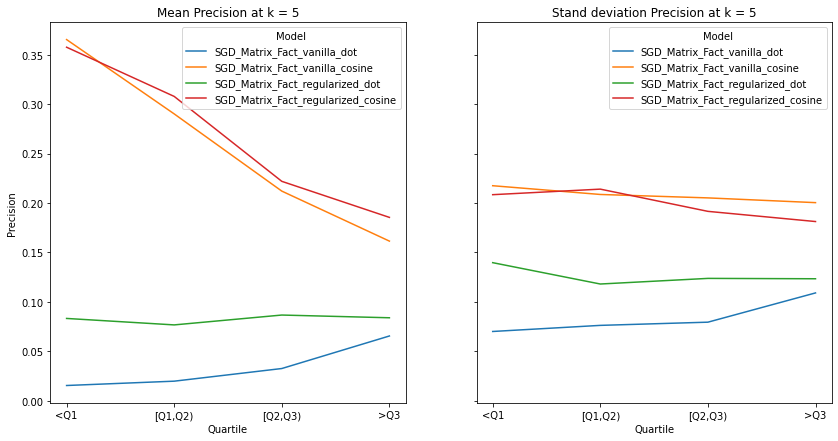 Mean Precision at k = 5
Model
SGD_Matrix_Fact_vanilla_dot
SGD_Matrix_Fact_vanilla_cosine
SGD_Matrix_Fact_regularized_dot
SGD_Matrix_Fact_regularized_cosine
0.35
0.30
0.25
0.20
0.15
0.10
0.05
0.00
Precision
<Q1
[Q1,Q2)
[Q2,Q3)
>Q3
Quartile
Stand deviation Precision at k = 5
Model
SGD_Matrix_Fact_vanilla_dot
SGD_Matrix_Fact_vanilla_cosine
SGD_Matrix_Fact_regularized_dot
SGD_Matrix_Fact_regularized_cosine
<Q1
[Q1,Q2)
[Q2,Q3)
>Q3
Quartile